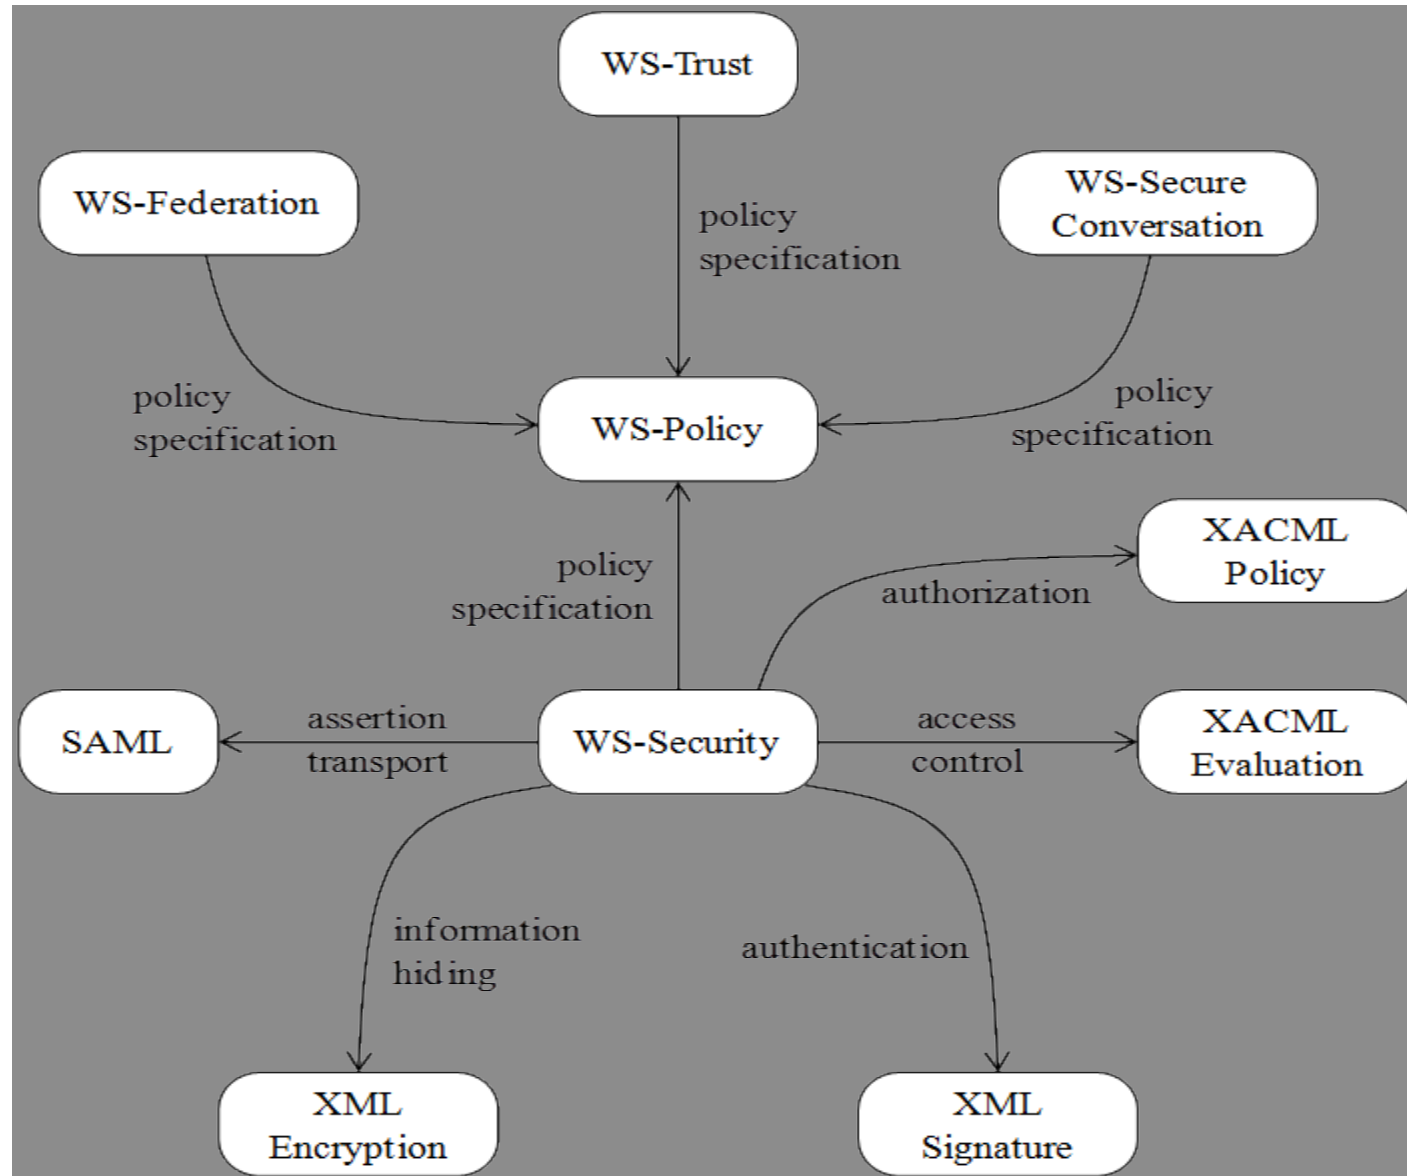 WS-Trust
WS-Federation
WS-Secure
Conversation
policy
specification
policy
specification
policy
specification
WS-Policy
XACML
Policy
policy
specification
authorization
SAML
assertion
transport
WS-Security
access
control
XACML
Evaluation
information
hiding
authentication
XML
Encryption
XML
Signature